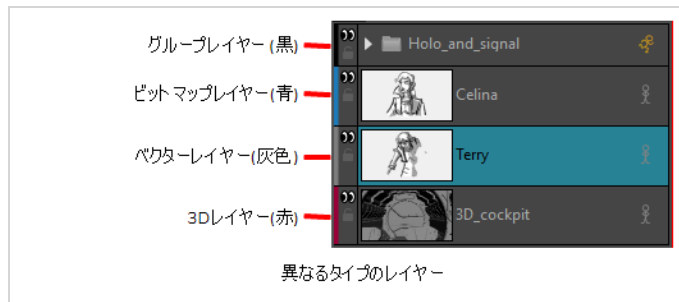 グループレイヤー (黒)
Holo_and_siqnal
ビットマップレイヤー(青)
Celina
ベクターレイヤー(灰色 )
Terry
3Dレイヤー(赤)
3D_cockpit
異なるタイプのレイヤー